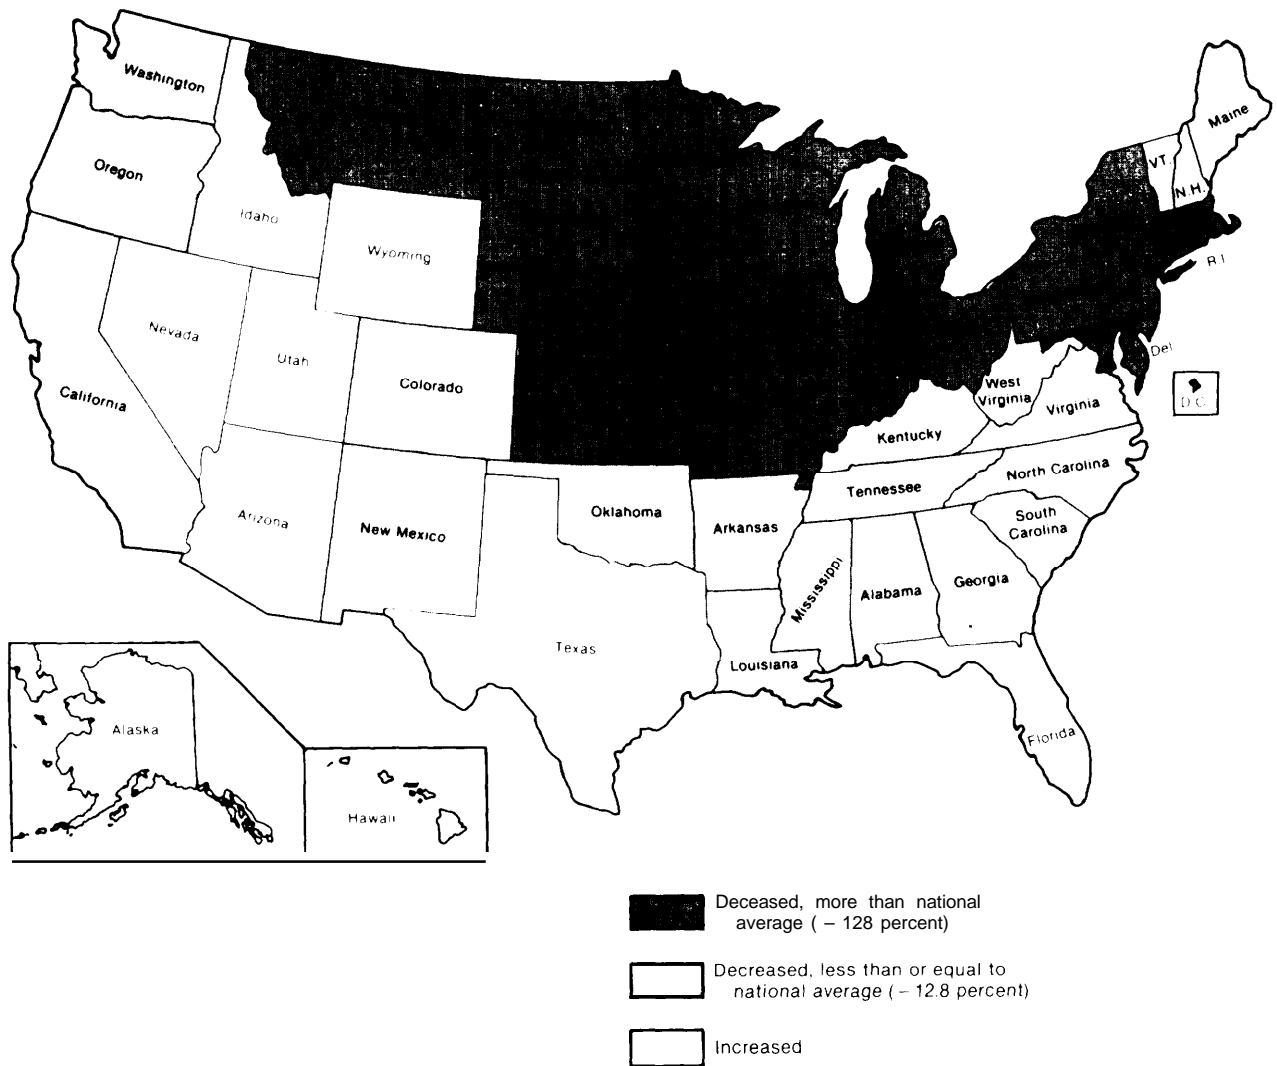 Washington
Maine
VT.
N.H.
Oregon
Idaho
Wyoming
R.I
Nevada
Utah
Colorado
California
Del
D.C.
West
Virginia
Virginia
Kentucky
North Carolina
Tennessee
South
Carolina
Arizona
New Mexico
Oklahoma
Arkansas
Mississippi
Alabama
Georgia
Texas
Louisiana
Florida
Alaska
Hawaii
Deceased, more than national
average ( – 128 percent)
Decreased, less than or equal to
national average ( – 12.8 percent)
Increased